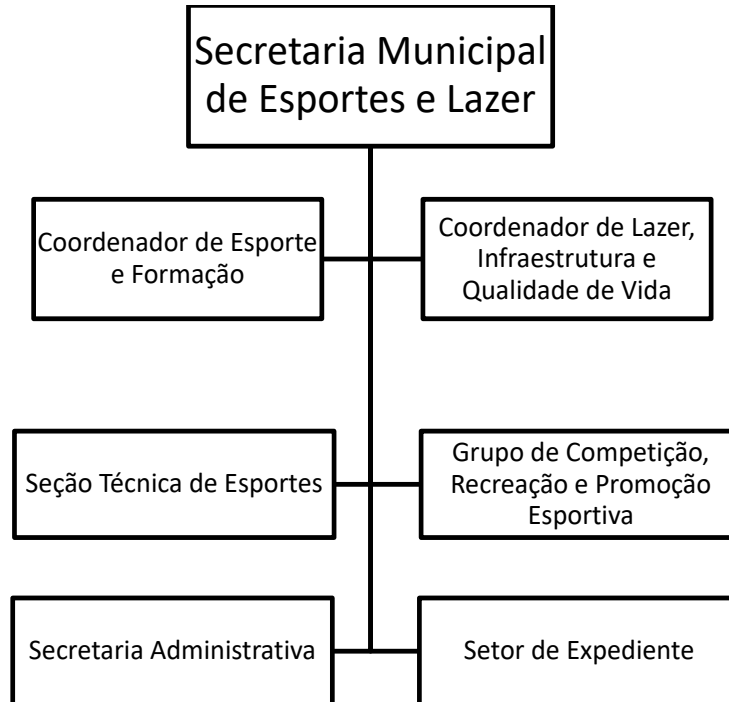 Secretaria Municipal
de Esportes e Lazer
Coordenador de Esporte
e Formação
Coordenador de Lazer,
Infraestrutura e
Qualidade de Vida
Seção Técnica de Esportes
Grupo de Competição,
Recreação e Promoção
Esportiva
Secretaria Administrativa
Setor de Expediente